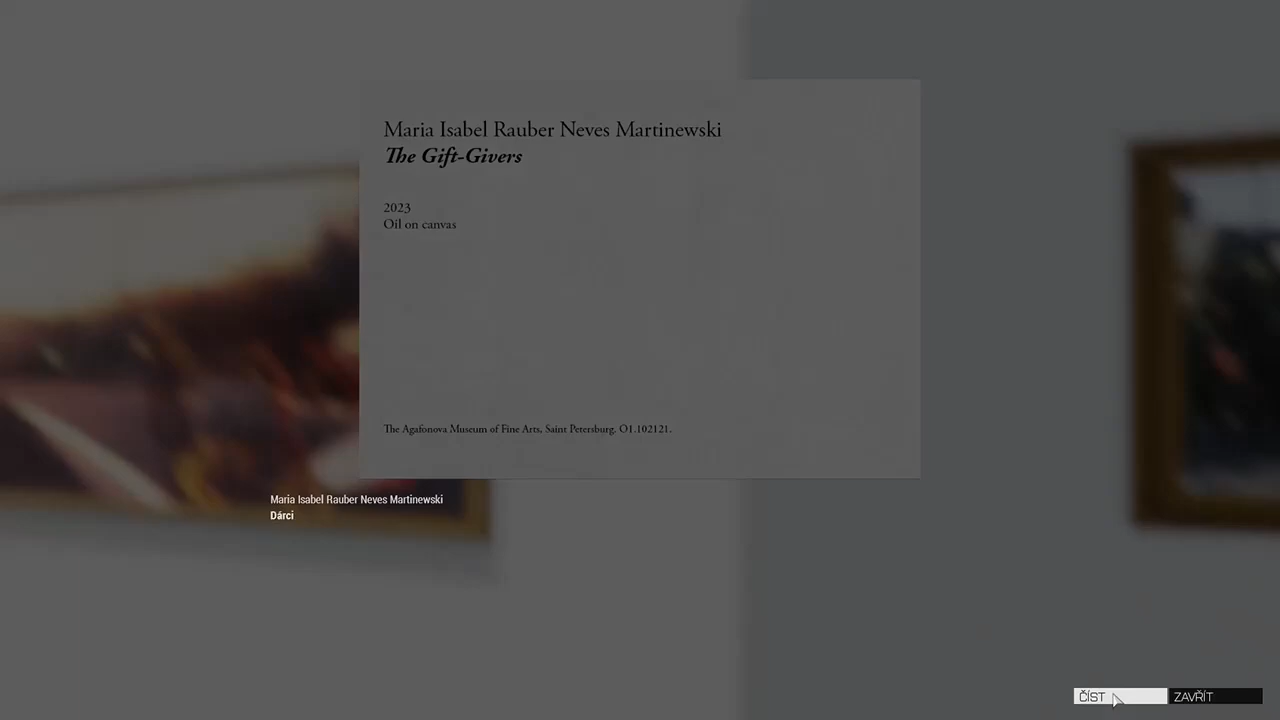 Maria Isabel Rauber Neves Martinewski
The Gift-Givers
2023
Oil on canvas
The Agafonova Museum of Fine Arts, Saint Petersburg. O1.102121.
Maria Isabel Rauber Neves Martinewski
Dárci
ČÍST
ZAVŘÍT